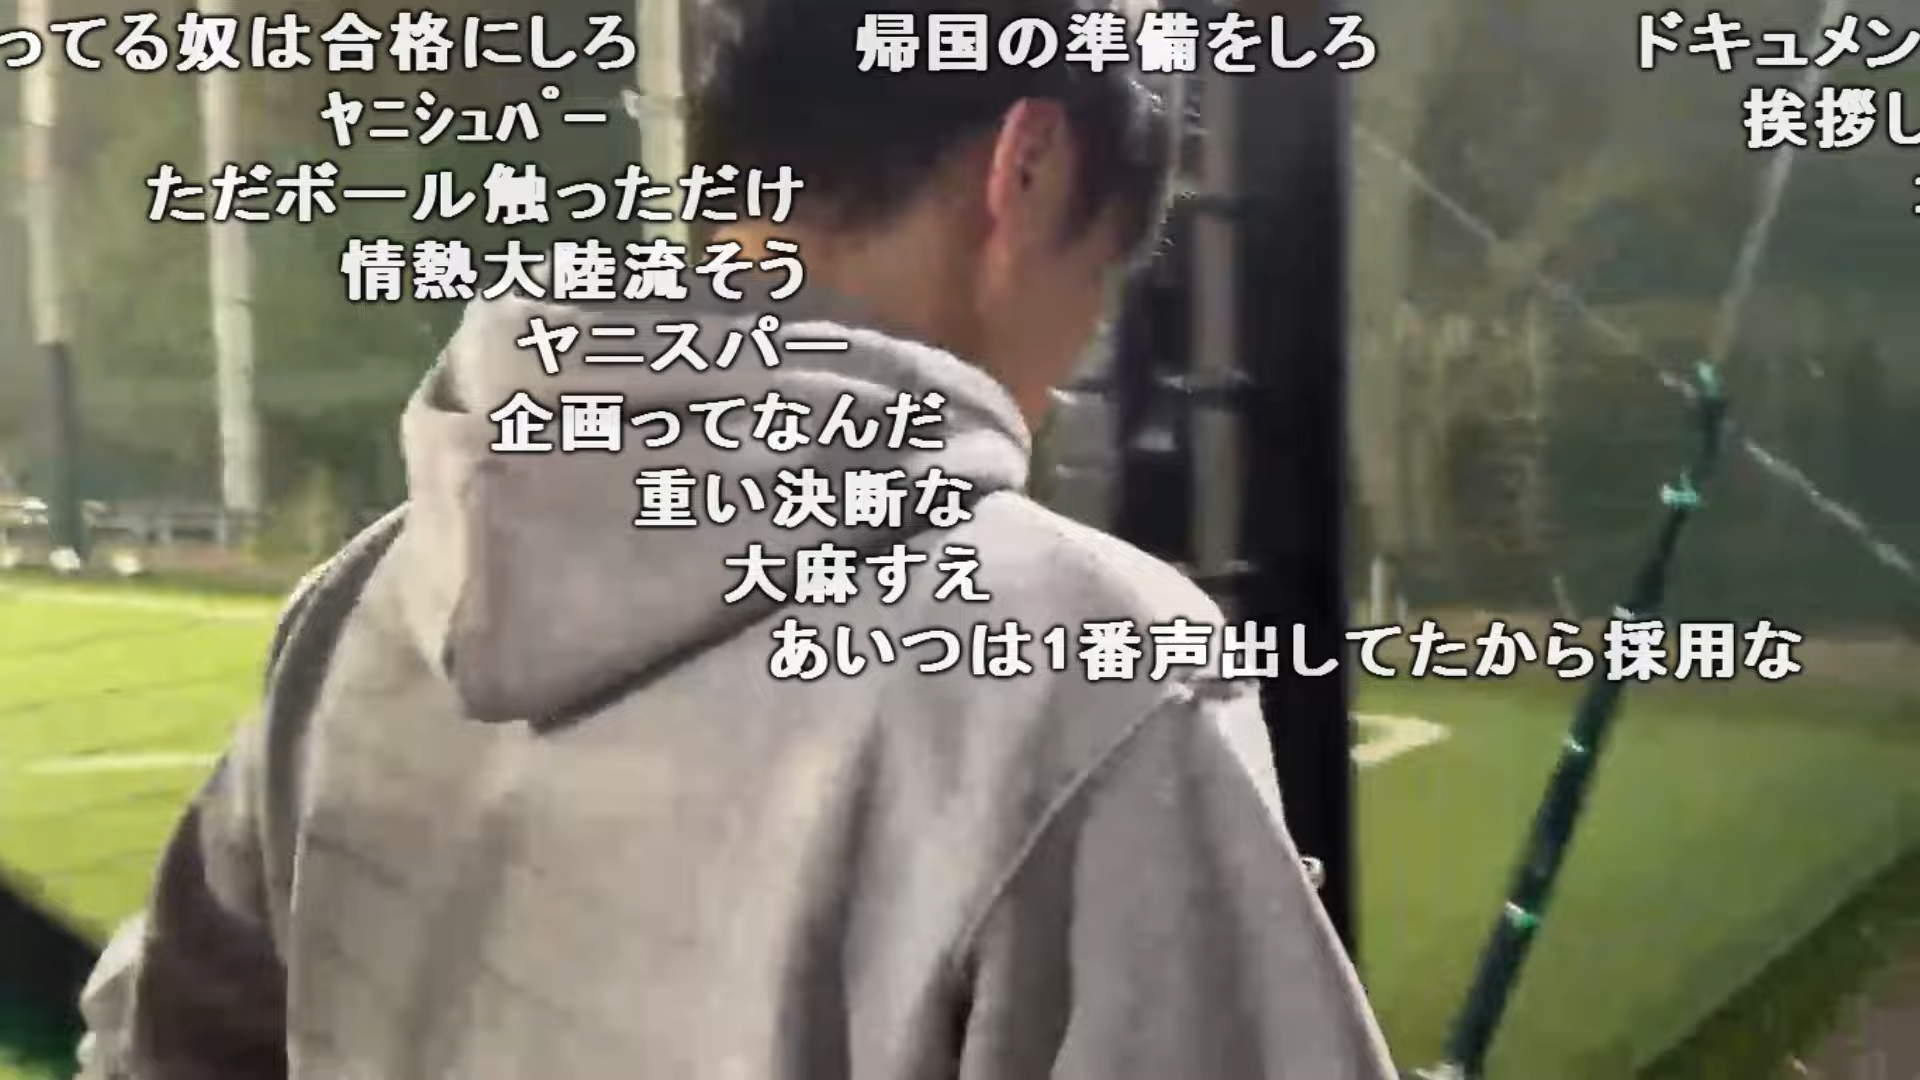 ってる奴は合格にしろ
帰国の準備をしろ
ドキュメン
ヤニシュパー
挨拶し
ただボール触っただけ
情熱大陸流そう
ヤニスパー
企画ってなんだ
重い決断な
大麻すえ
あいつは1番声出してたから採用な